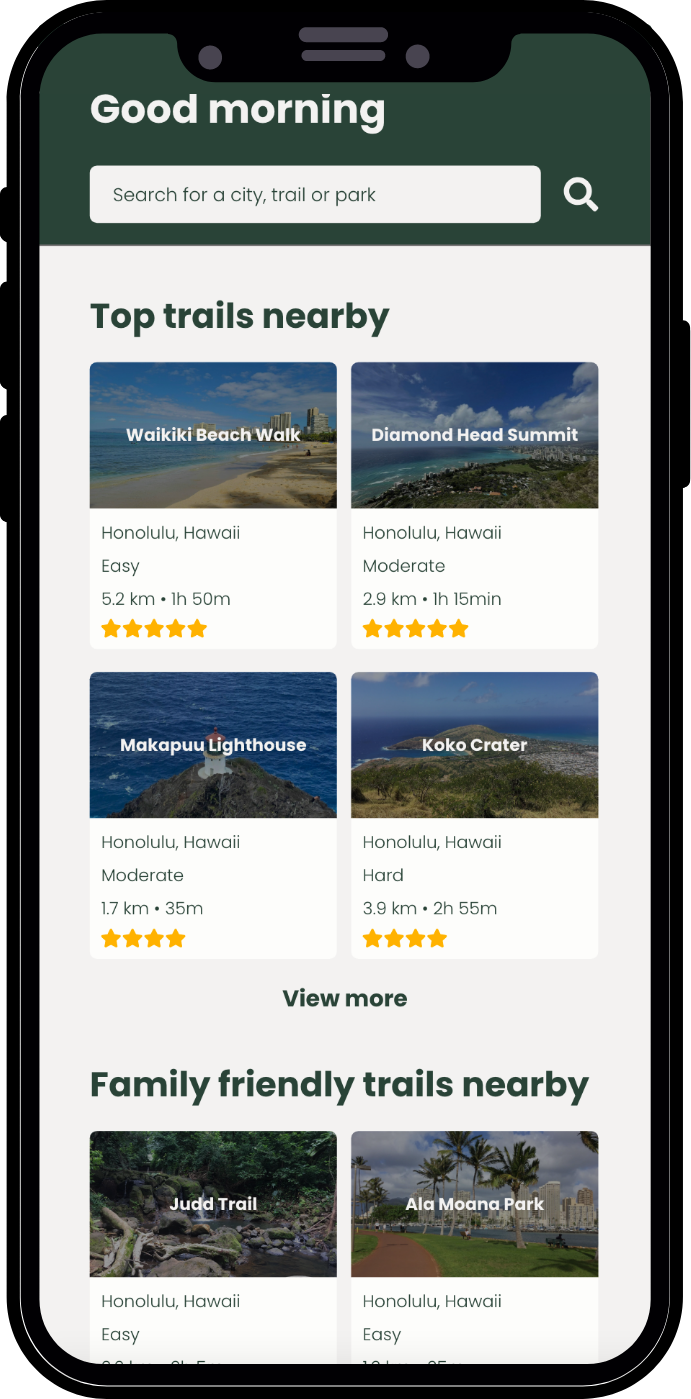 Good morning
Search for a city, trail or park
Top trails nearby
Waikiki Beach Walk
Honolulu, Hawaii
Easy
5.2 km • 1h 50m
Diamond Head Summit
Honolulu, Hawaii
Moderate
2.9 km • 1h 15min
Makapuu Lighthouse
Honolulu, Hawaii
Moderate
1.7 km • 35m
Koko Crater
Honolulu, Hawaii
Hard
3.9 km • 2h 55m
View more
Family friendly trails nearby
Judd Trail
Honolulu, Hawaii
Easy
Ala Moana Park
Honolulu, Hawaii
Easy